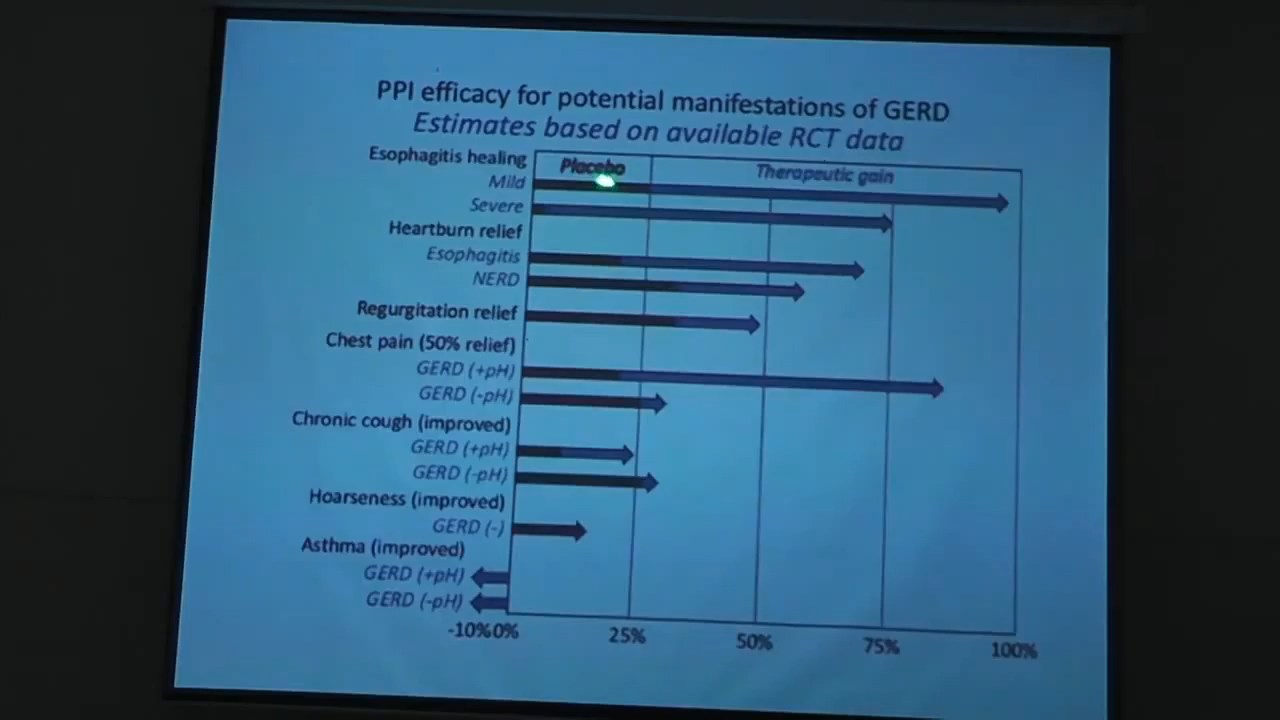 PPI efficacy for potential manifestations of GERD
Estimates based on available RCT data
Esophagitis healing
Placebo
Therapeutic gain
Mild
Severe
Heartburn relief
Esophagitis
NERD
Regurgitation relief
Chest pain (50% relief)
GERD (+pH)
GERD (-pH)
Chronic cough (improved)
GERD (+pH)
GERD (-pH)
Hoarseness (improved)
GERD (-)
Asthma (improved)
GERD (+pH)
GERD (-pH)
-10% 0% 25% 50% 75% 100%